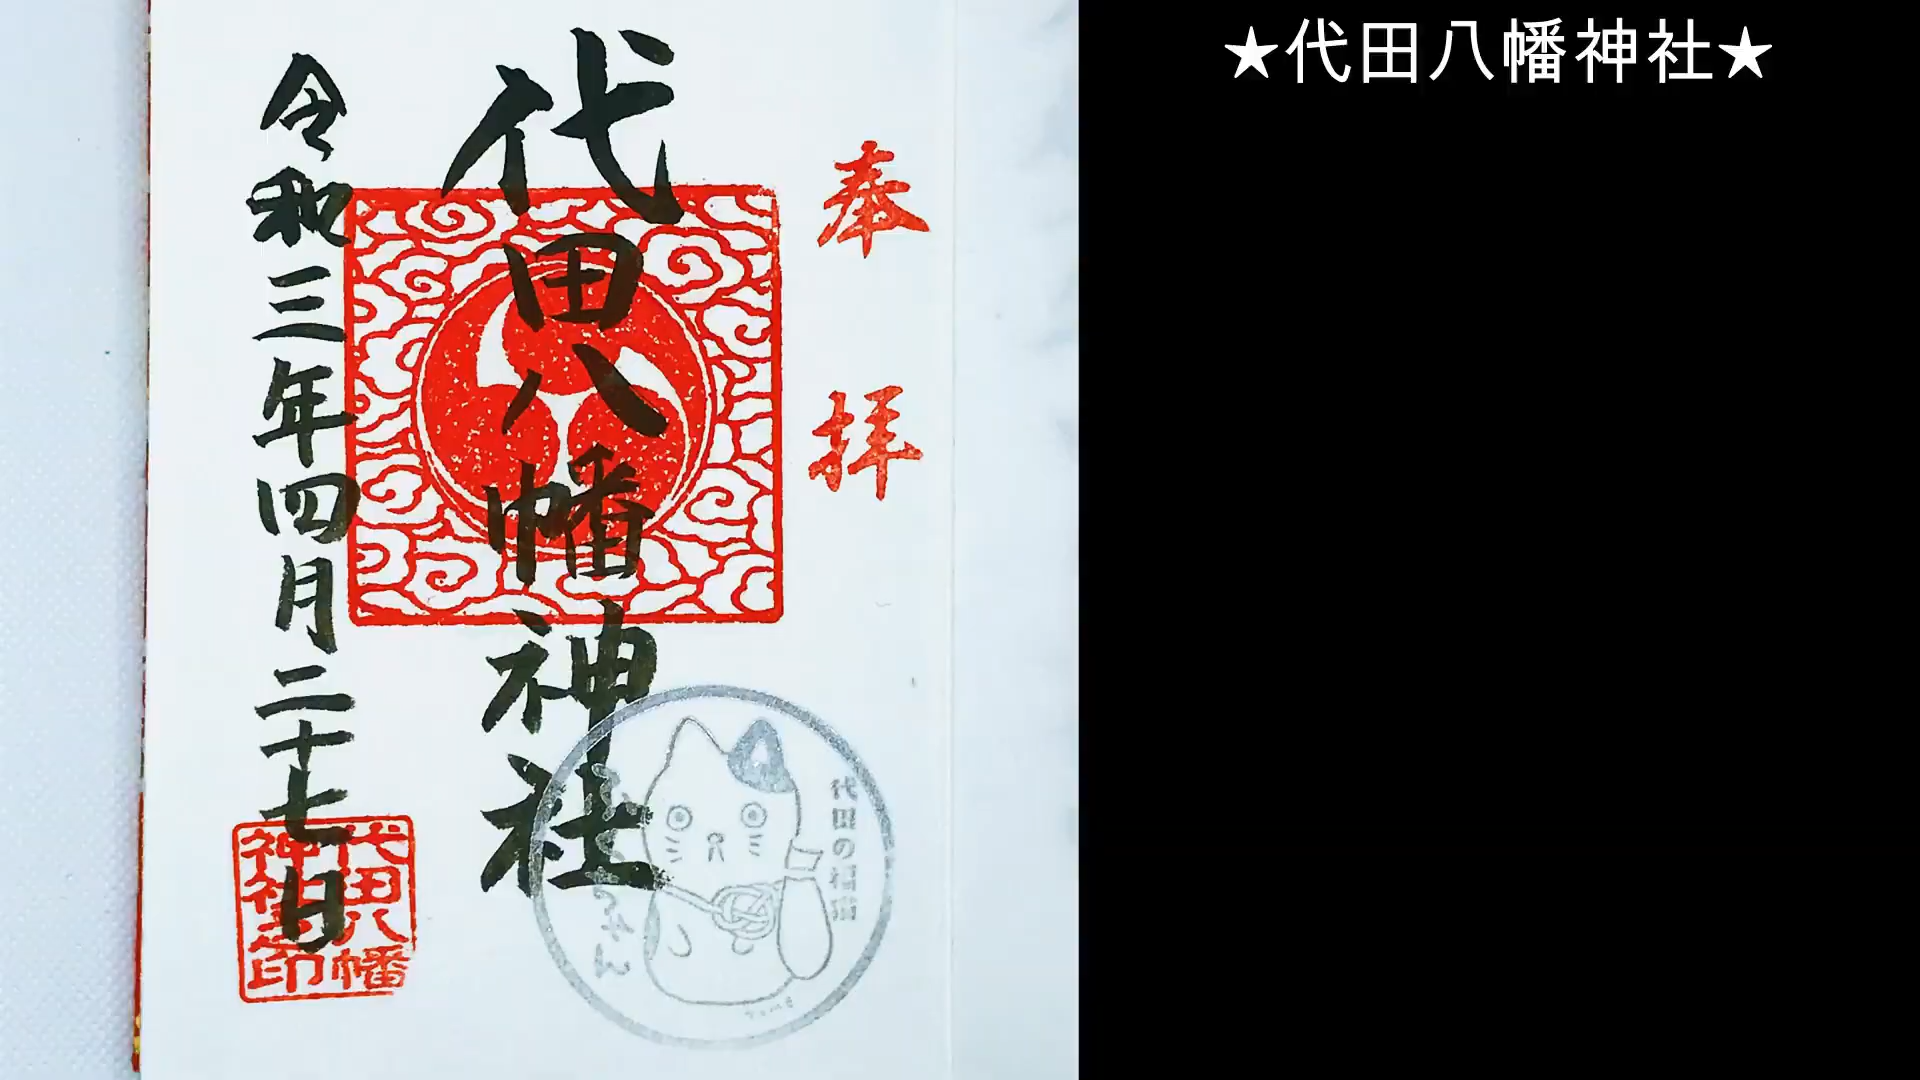 ★代田八幡神社★
奉拝
代田八幡神社
令和三年四月二十七日
代田八幡
神社之印
代田の招福